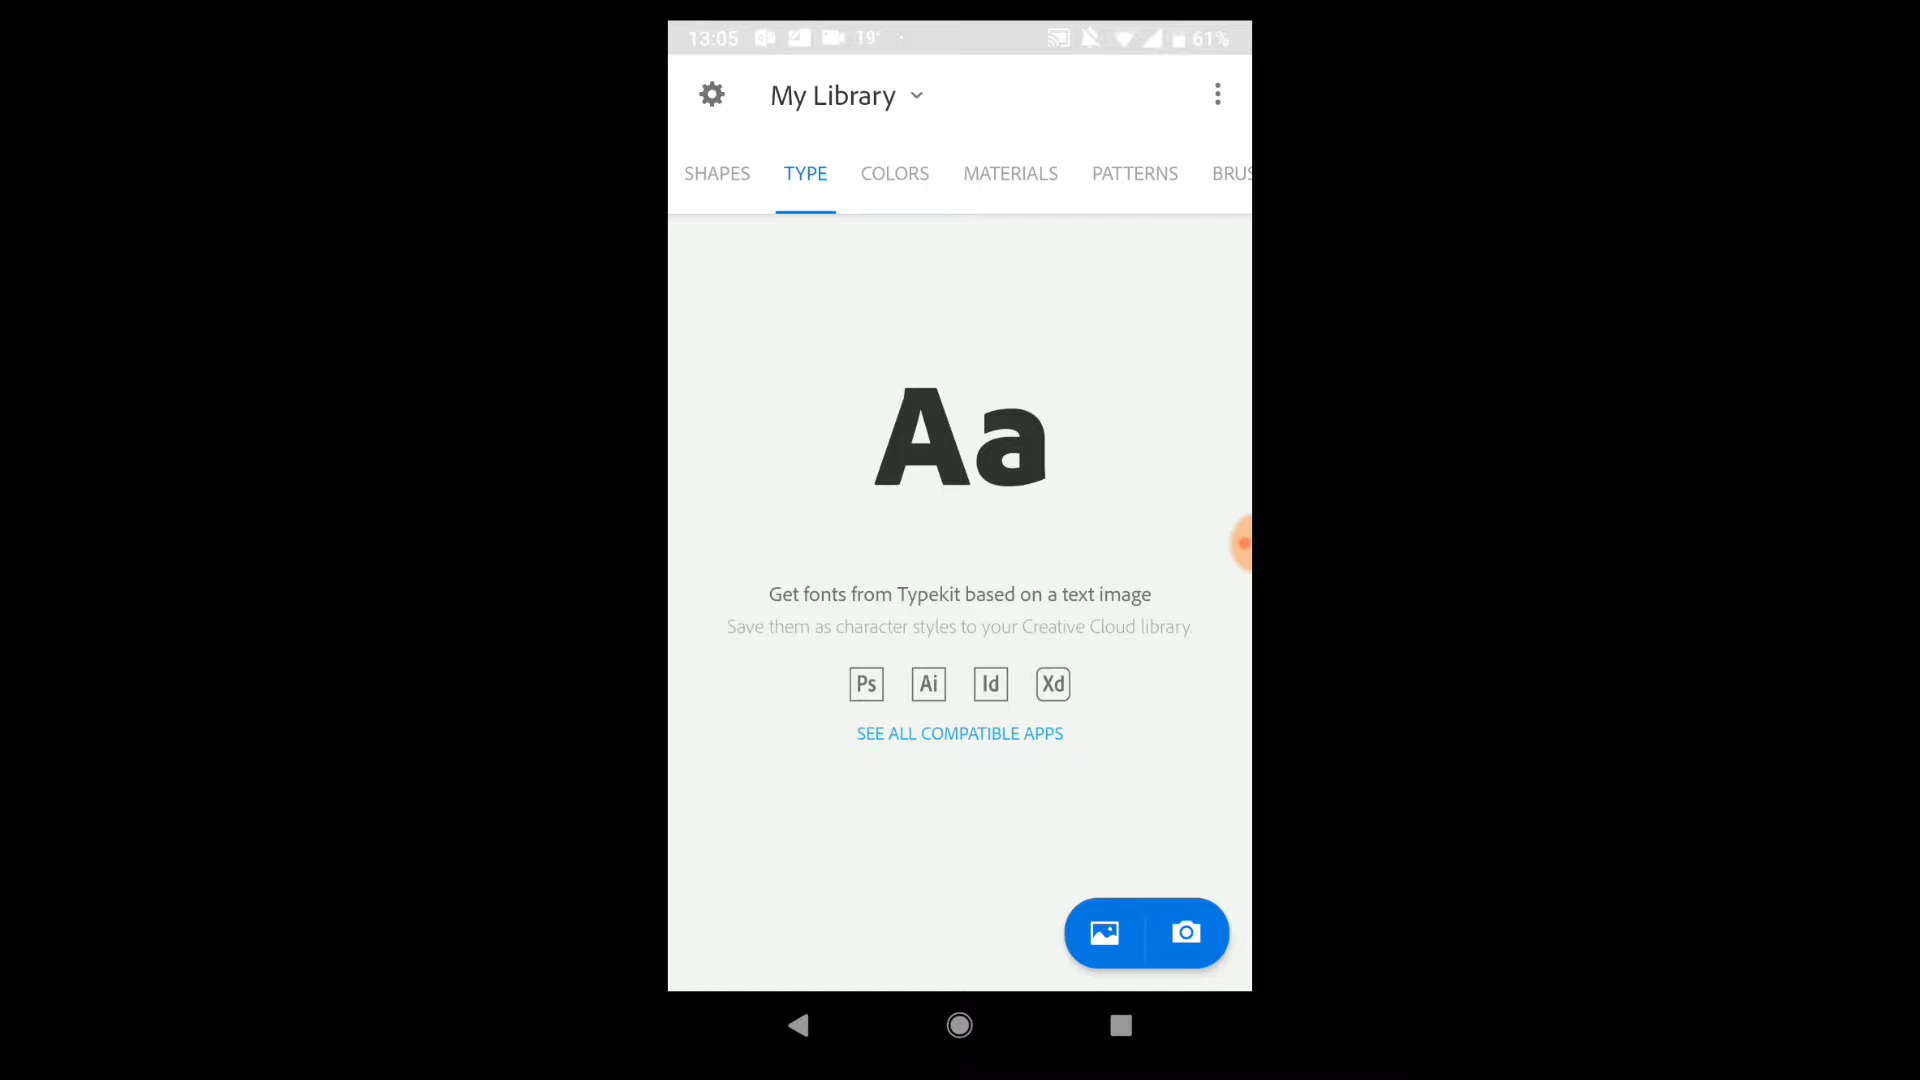 13:05 19° 61%
My Library
SHAPES TYPE COLORS MATERIALS PATTERNS BRUS
Aa
Get fonts from Typekit based on a text image
Save them as character styles to your Creative Cloud library.
Ps Ai Id Xd
SEE ALL COMPATIBLE APPS